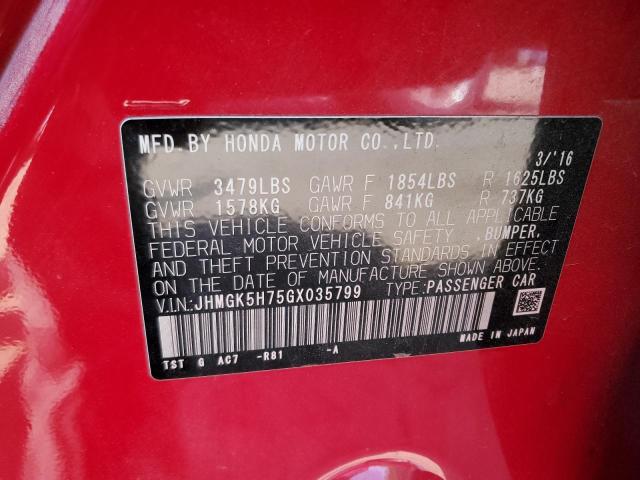 MFD.BY HONDA MOTOR CO.,LTD. 3/'16
GVWR 3479LBS GAWR F 1854LBS R 1625LBS
GVWR 1578KG GAWR F 841KG R 737KG
THIS VEHICLE CONFORMS TO ALL APPLICABLE
FEDERAL MOTOR VEHICLE SAFETY ,BUMPER,
AND THEFT PREVENTION STANDARDS IN EFFECT
ON THE DATE OF MANUFACTURE SHOWN ABOVE.
V.I.N.:JHMGK5H75GX035799 TYPE:PASSENGER CAR
TST G AC7 -R81 -A MADE IN JAPAN